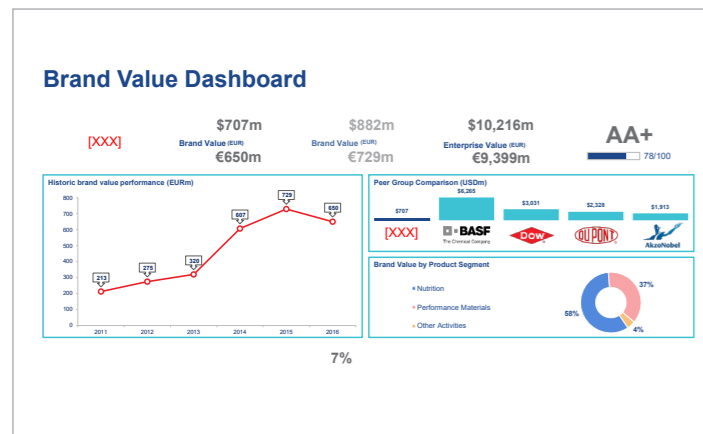 Brand Value Dashboard
[XXX]
$707m
Brand Value (EUR)
€650m
$882m
Brand Value (EUR)
€729m
$10,216m
Enterprise Value (EUR)
€9,399m
AA+
78/100
Historic brand value performance (EURm)
800
700
600
500
400
300
200
100
0
213
275
320
607
729
650
2011
2012
2013
2014
2015
2016
Peer Group Comparison (USDm)
$707
$6,265
$3,031
$2,328
$1,913
[XXX]
BASF
The Chemical Company
Dow
DUPONT
AkzoNobel
Brand Value by Product Segment
Nutrition
Performance Materials
Other Activities
37%
58%
4%
7%